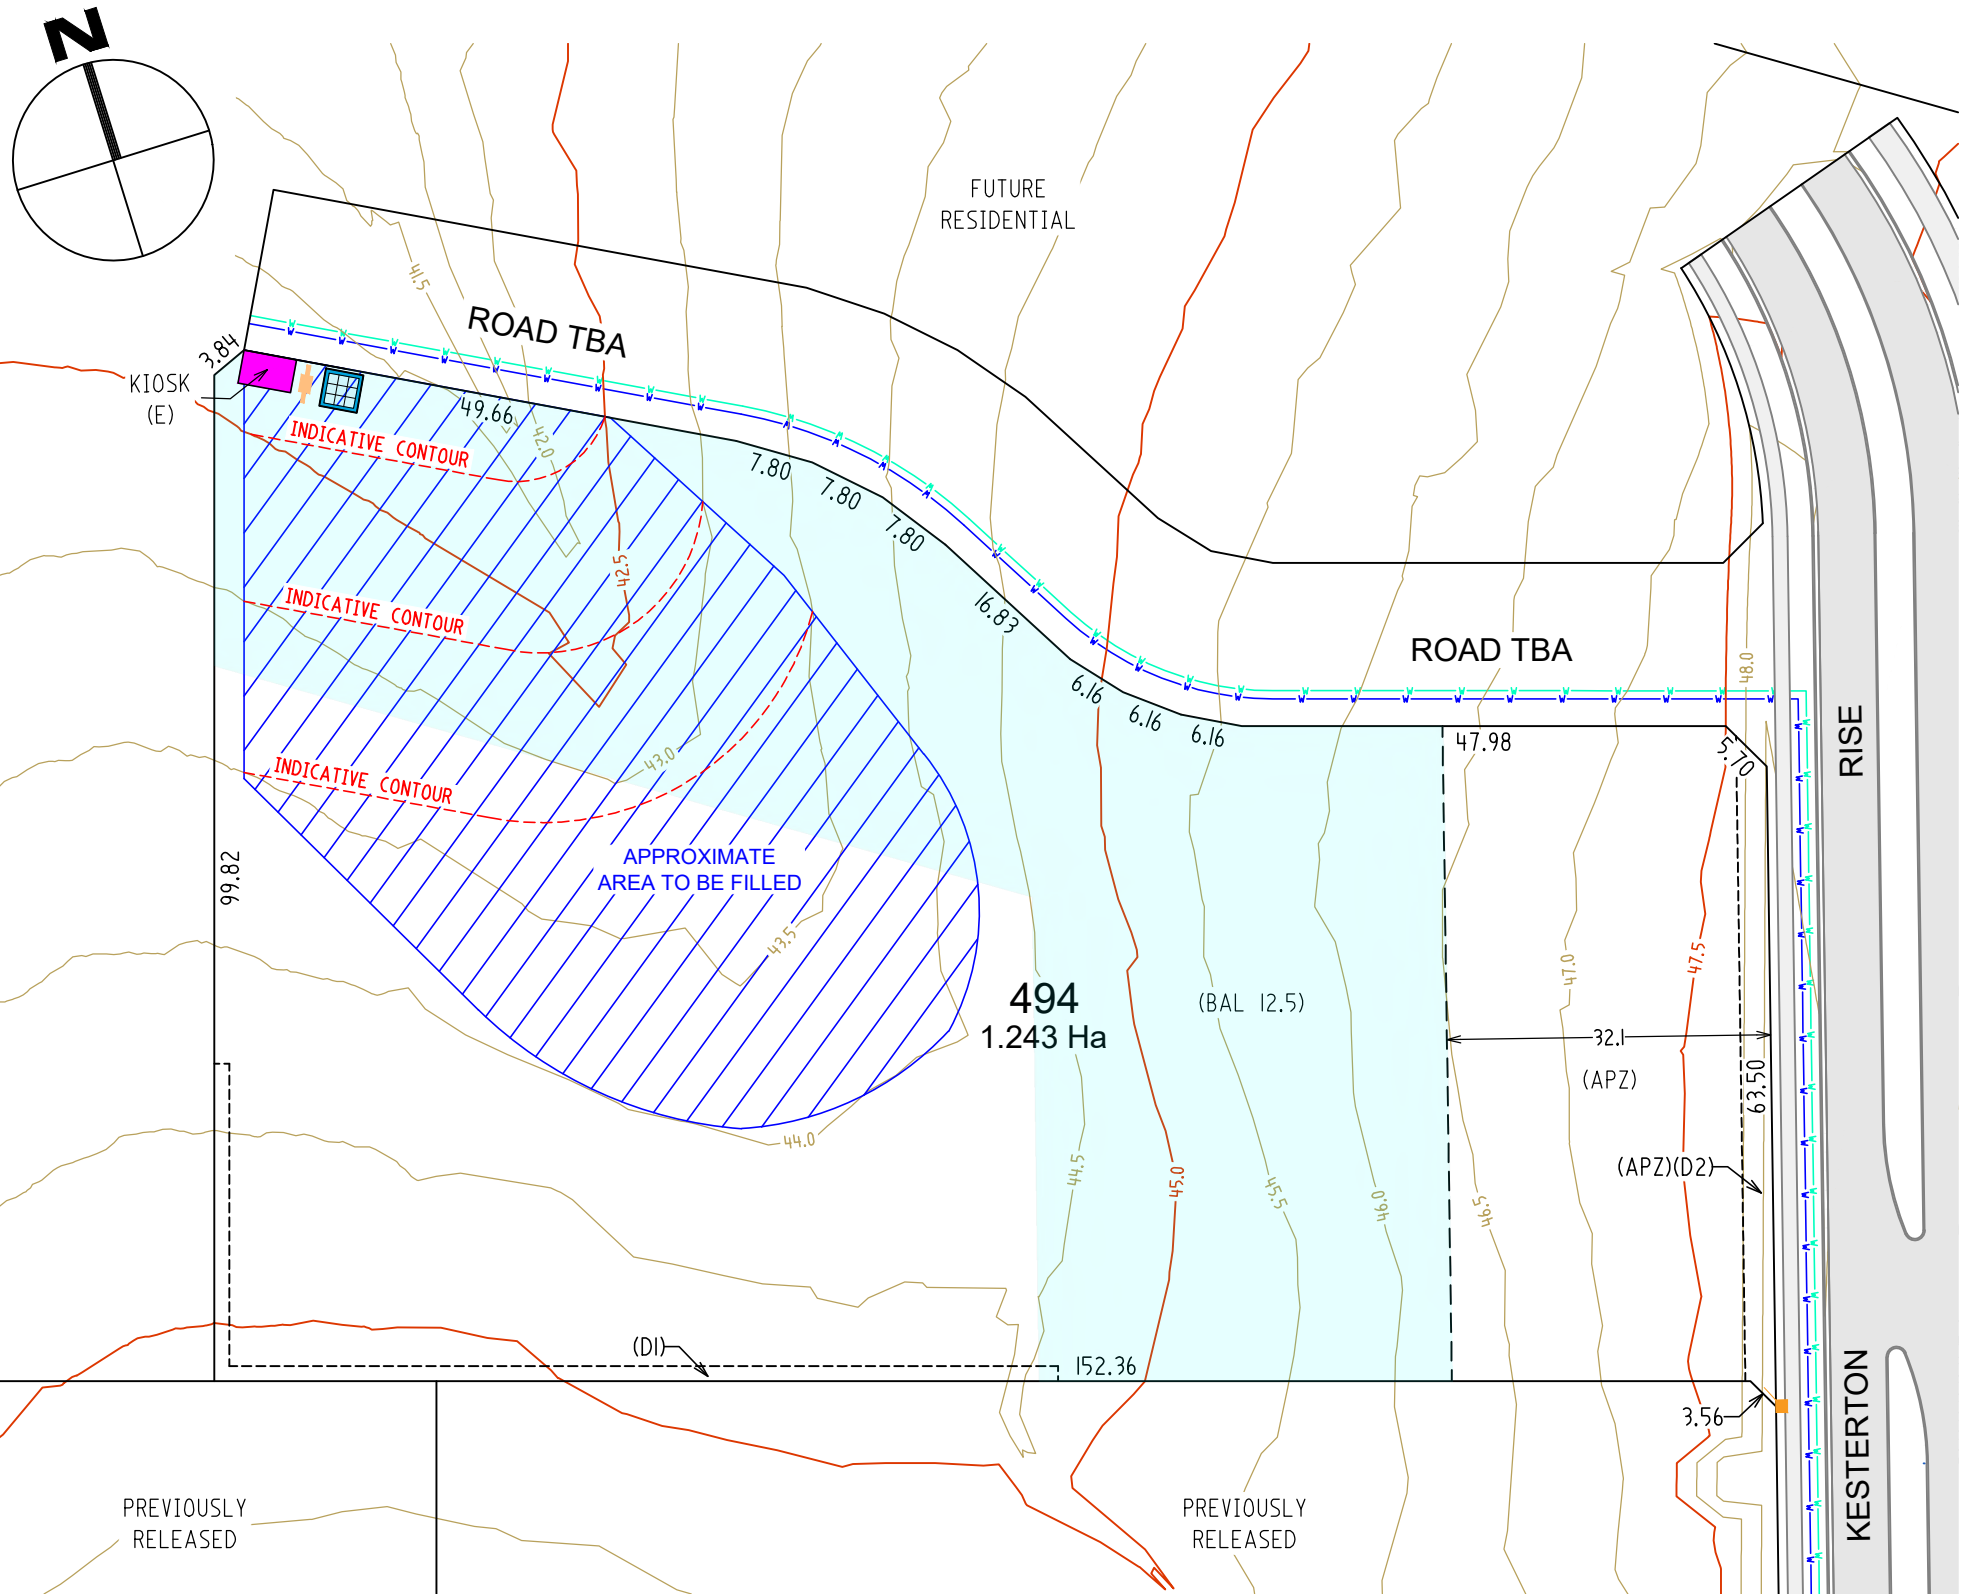 N
FUTURE
RESIDENTIAL
41.5
ROAD TBA
3.84
KIOSK
(E)
49.66
42.0
INDICATIVE CONTOUR
7.80
7.80
7.80
42.5
INDICATIVE CONTOUR
16.83
ROAD TBA
48.0
6.16
6.16
6.16
47.98
5.70
RISE
43.0
INDICATIVE CONTOUR
APPROXIMATE
AREA TO BE FILLED
99.82
43.5
494
1.243 Ha
(BAL 12.5)
47.0
47.5
32.1
(APZ)
63.50
44.0
44.5
45.0
45.5
46.0
46.5
(APZ)(D2)
(D1)
152.36
3.56
KESTERTON
PREVIOUSLY
RELEASED
PREVIOUSLY
RELEASED